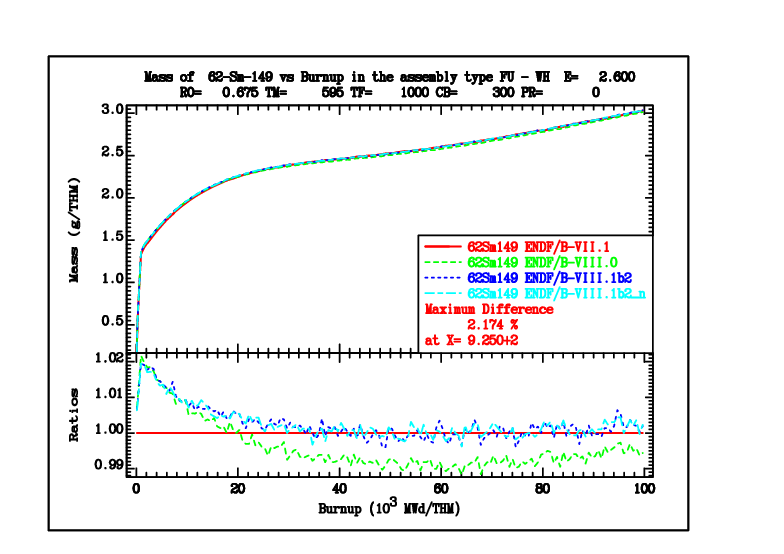 Mass of 62-Sm-149 vs Burnup in the assembly type FU - WH E= 2.600
RO= 0.675 TM= 595 TF= 1000 CB= 300 PR= 0
3.0
2.5
2.0
1.5
1.0
0.5
Mass (g/THM)
62Sm149 ENDF/B-VII.1
62Sm149 ENDF/B-VIII.0
62Sm149 ENDF/B-VIII.1b2
62Sm149 ENDF/B-VIII.1b2_n
Maximum Difference
2.174 %
at X= 9.250+2
1.02
1.01
1.00
0.99
Ratios
0 20 40 60 80 100
Burnup (10³ MWd/THM)